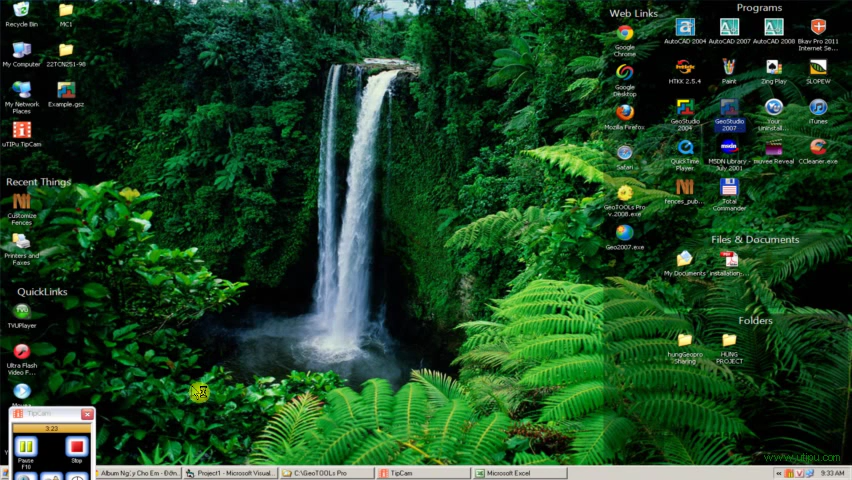 Recycle Bin
MC1
My Computer
22TCN251-98
My Network
Places
Example.gsz
uTIPu TipCam
Recent Things
Customize
Fences
Printers and
Faxes
QuickLinks
TVUPlayer
Ultra Flash
Video F...
TipCam
3:23
Pause
F10
Stop
Web Links
Google
Chrome
Google
Desktop
Mozilla Firefox
Safari
GeoTOOLs Pro
v.2008.exe
Geo2007.exe
Programs
AutoCAD 2004
AutoCAD 2007
AutoCAD 2008
Bkav Pro 2011
Internet Se...
HTKK 2.5.4
Paint
Zing Play
SLOPEW
GeoStudio
2004
GeoStudio
2007
Your
Uninstall...
iTunes
QuickTime
Player
MSDN Library -
July 2001
muvee Reveal
CCleaner.exe
fences_pub...
Total
Commander
Files & Documents
My Documents
installation-...
Folders
hungGeopro
Sharing
HUNG
PROJECT
www.utipu.com
Project1 - Microsoft Visual...
C:\GeoTOOLs Pro
TipCam
Microsoft Excel
9:33 AM